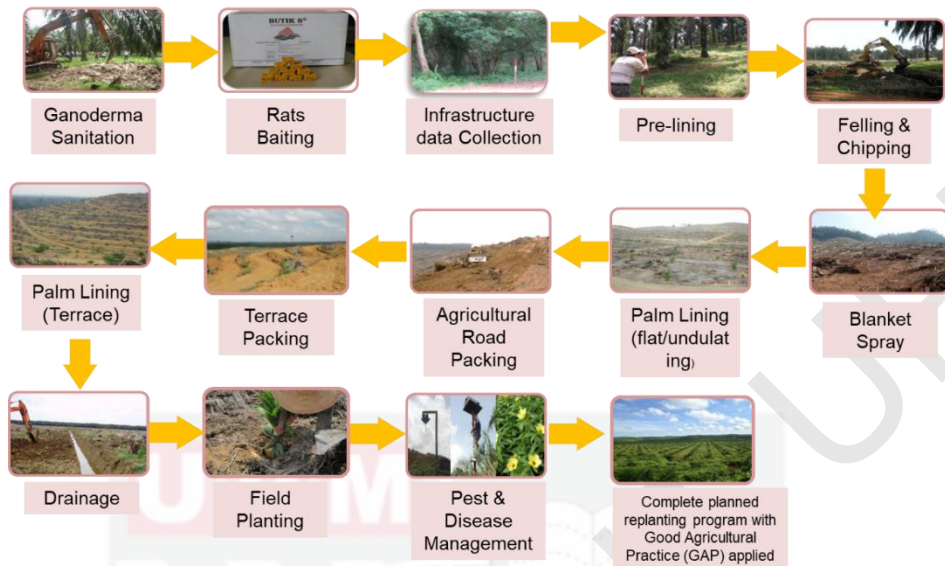 BUTIK S®
Ganoderma
Sanitation
Rats
Baiting
Infrastructure
data Collection
Pre-lining
Felling &
Chipping
Palm Lining
(Terrace)
Terrace
Packing
Agricultural
Road
Packing
Palm Lining
(flat/undulat
ing)
Blanket
Spray
Drainage
Field
Planting
Pest &
Disease
Management
Complete planned
replanting program with
Good Agricultural
Practice (GAP) applied